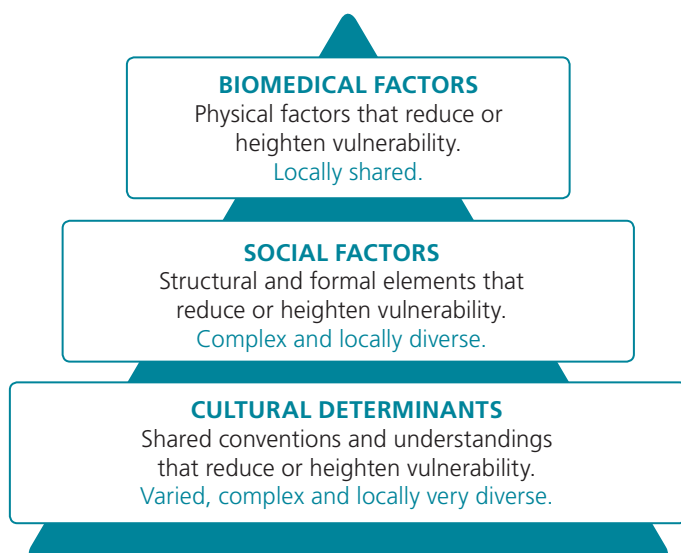 BIOMEDICAL FACTORS
Physical factors that reduce or
heighten vulnerability.
Locally shared.
SOCIAL FACTORS
Structural and formal elements that
reduce or heighten vulnerability.
Complex and locally diverse.
CULTURAL DETERMINANTS
Shared conventions and understandings
that reduce or heighten vulnerability.
Varied, complex and locally very diverse.